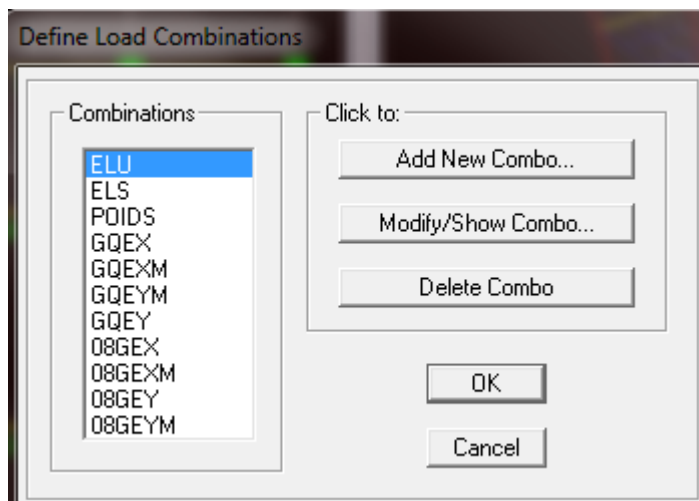 Define Load Combinations
Combinations
ELU
ELS
POIDS
GQEX
GQEXM
GQEYM
GQEY
08GEX
08GEXM
08GEY
08GEYM
Click to:
Add New Combo...
Modify/Show Combo...
Delete Combo
OK
Cancel